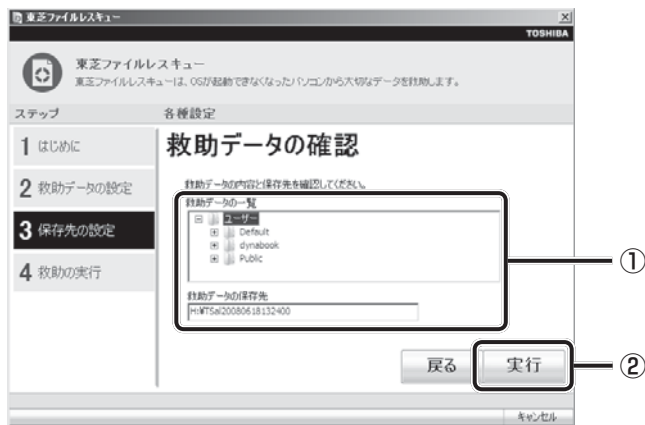 東芝ファイルレスキュー
TOSHIBA
東芝ファイルレスキュー
東芝ファイルレスキューは、OSが起動できなくなったパソコンから大切なデータを救助します。
ステップ
各種設定
1 はじめに
2 救助データの設定
3 保存先の設定
4 救助の実行
救助データの確認
救助データの内容と保存先を確認してください。
救助データの一覧
ユーザー
Default
dynabook
Public
①
救助データの保存先
H:¥TSal20080618132400
戻る
実行
②
キャンセル